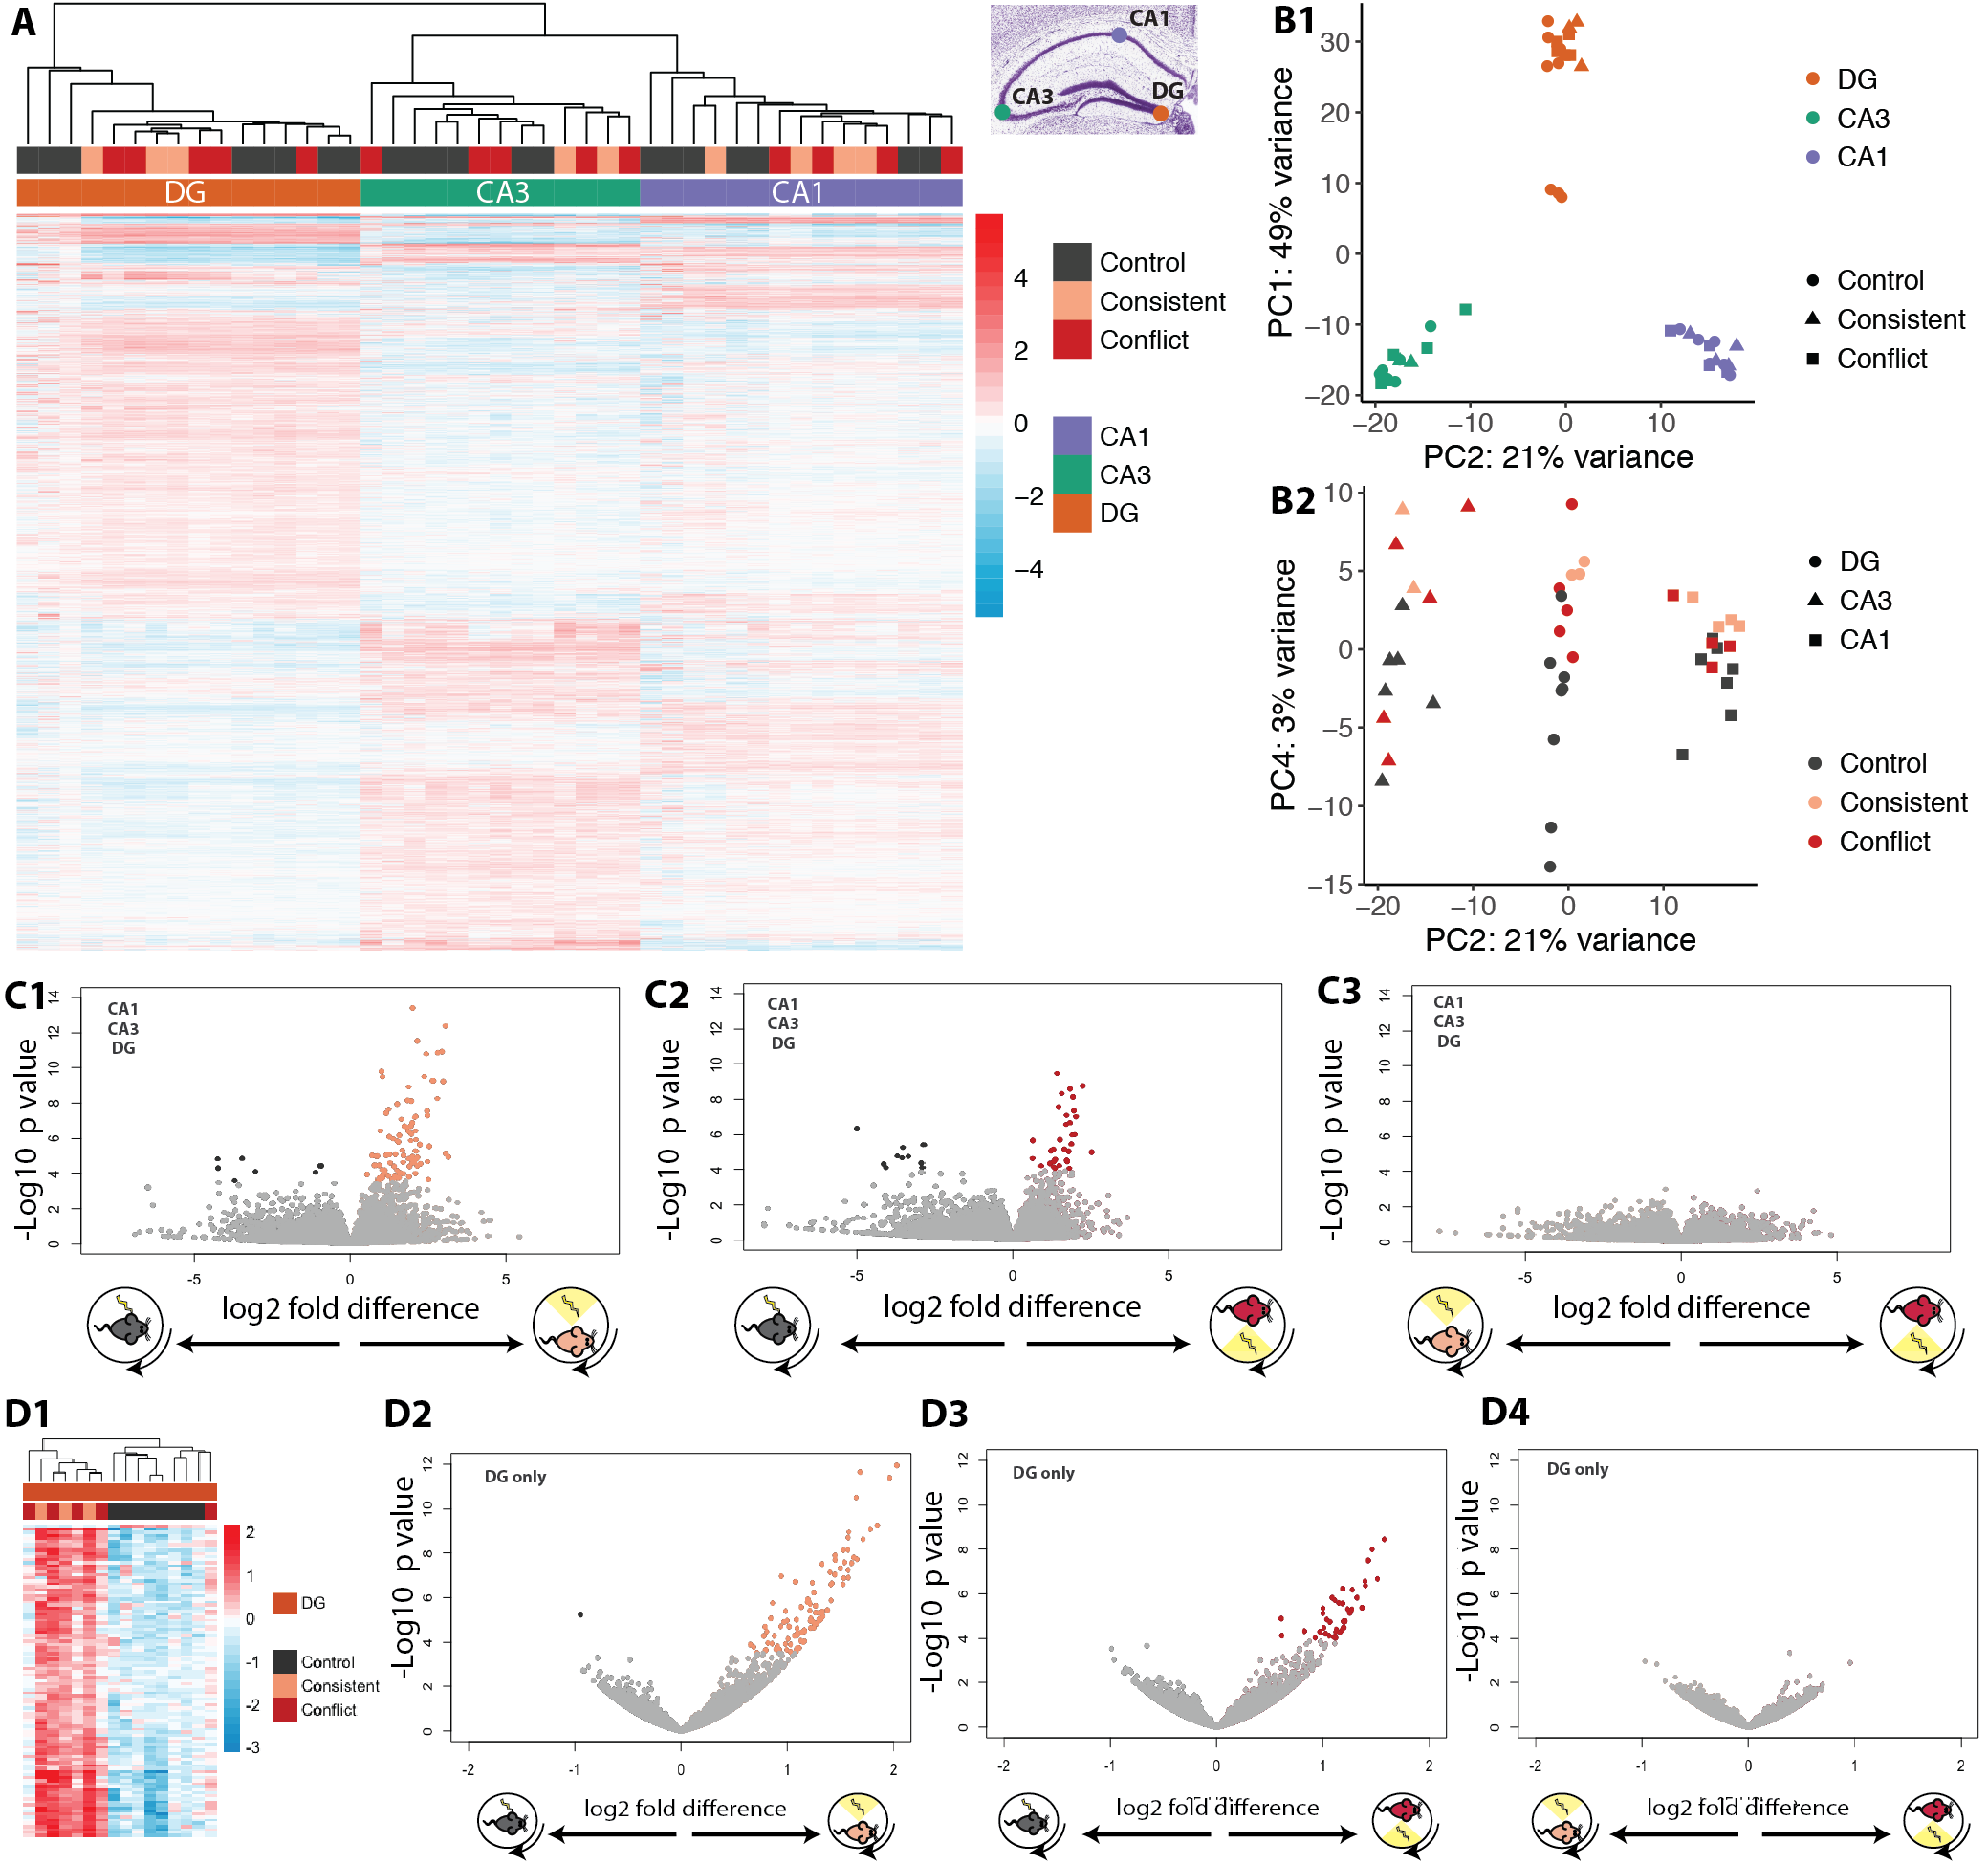 A
CA1
CA3
DG
DG
CA3
CA1
4
2
0
−2
−4
Control
Consistent
Conflict
CA1
CA3
DG
B1
PC1: 49% variance
30
20
10
0
−10
−20
−20
−10
0
10
PC2: 21% variance
DG
CA3
CA1
Control
Consistent
Conflict
B2
PC4: 3% variance
10
5
0
−5
−10
−15
−20
−10
0
10
PC2: 21% variance
DG
CA3
CA1
Control
Consistent
Conflict
C1
-Log10 p value
14
12
10
8
6
4
2
0
CA1
CA3
DG
-5
0
5
log2 fold difference
C2
-Log10 p value
14
12
10
8
6
4
2
0
CA1
CA3
DG
-5
0
5
log2 fold difference
C3
-Log10 p value
14
12
10
8
6
4
2
0
CA1
CA3
DG
-5
0
5
log2 fold difference
D1
2
1
0
-1
-2
-3
DG
Control
Consistent
Conflict
D2
-Log10 p value
12
10
8
6
4
2
0
DG only
-2
-1
0
1
2
log2 fold difference
D3
-Log10 p value
12
10
8
6
4
2
0
DG only
-2
-1
0
1
2
log2 fold difference
D4
-Log10 p value
12
10
8
6
4
2
0
DG only
-2
-1
0
1
2
log2 fold difference